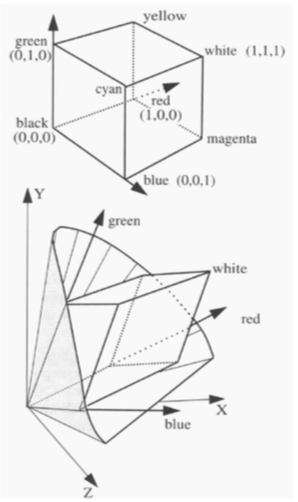 yellow
green
(0,1,0)
white (1,1,1)
cyan
red
(1,0,0)
black
(0,0,0)
magenta
blue (0,0,1)
Y
green
white
red
X
blue
Z